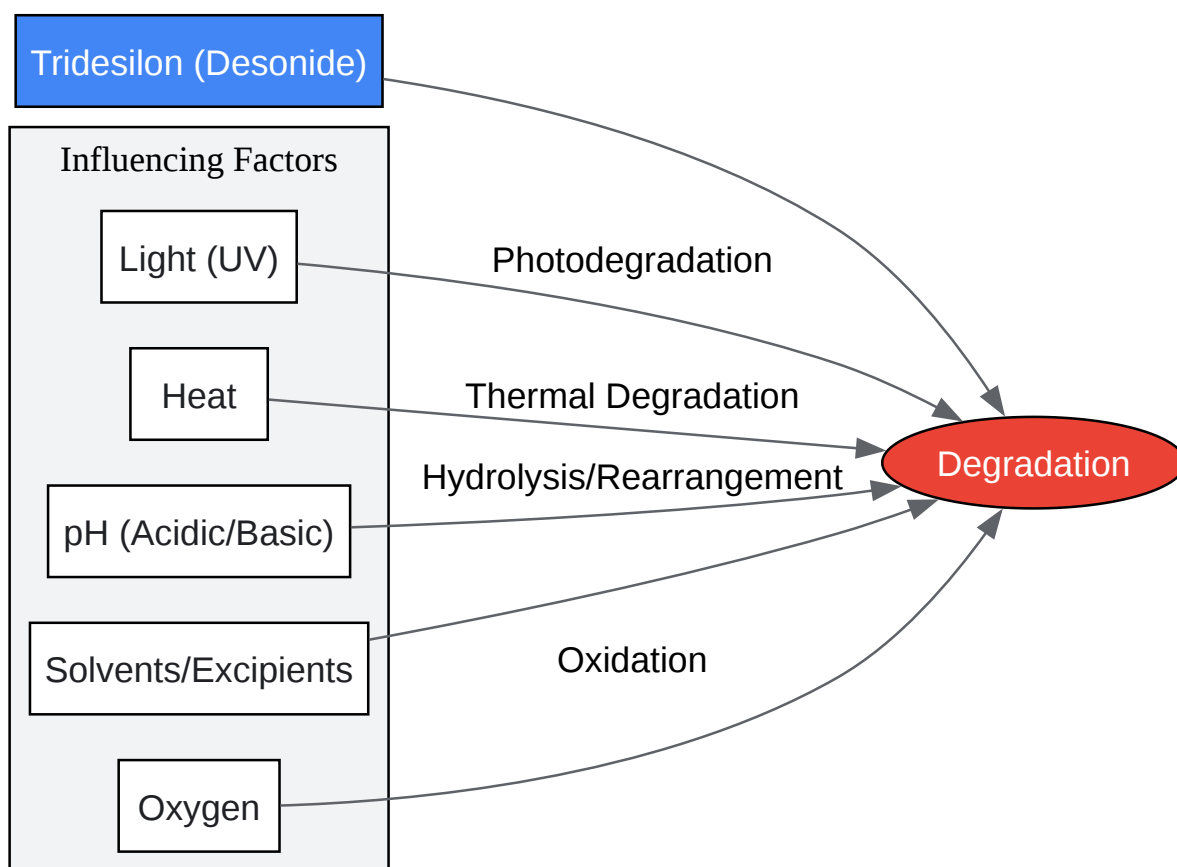 Tridesilon (Desonide)
Influencing Factors
Light (UV)
Photodegradation
Heat
Thermal Degradation
Degradation
Hydrolysis/Rearrangement
pH (Acidic/Basic)
Solvents/Excipients
Oxidation
Oxygen